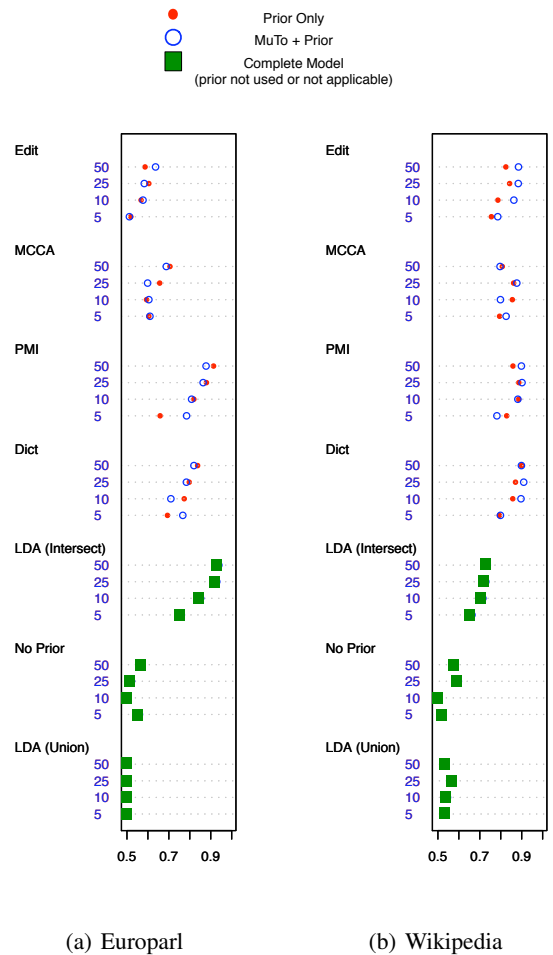 Prior Only
MuTo + Prior
Complete Model
(prior not used or not applicable)
Edit
50
25
10
5
MCCA
50
25
10
5
PMI
50
25
10
5
Dict
50
25
10
5
LDA (Intersect)
50
25
10
5
No Prior
50
25
10
5
LDA (Union)
50
25
10
5
0.5 0.7 0.9
(a) Europarl
Edit
50
25
10
5
MCCA
50
25
10
5
PMI
50
25
10
5
Dict
50
25
10
5
LDA (Intersect)
50
25
10
5
No Prior
50
25
10
5
LDA (Union)
50
25
10
5
0.5 0.7 0.9
(b) Wikipedia